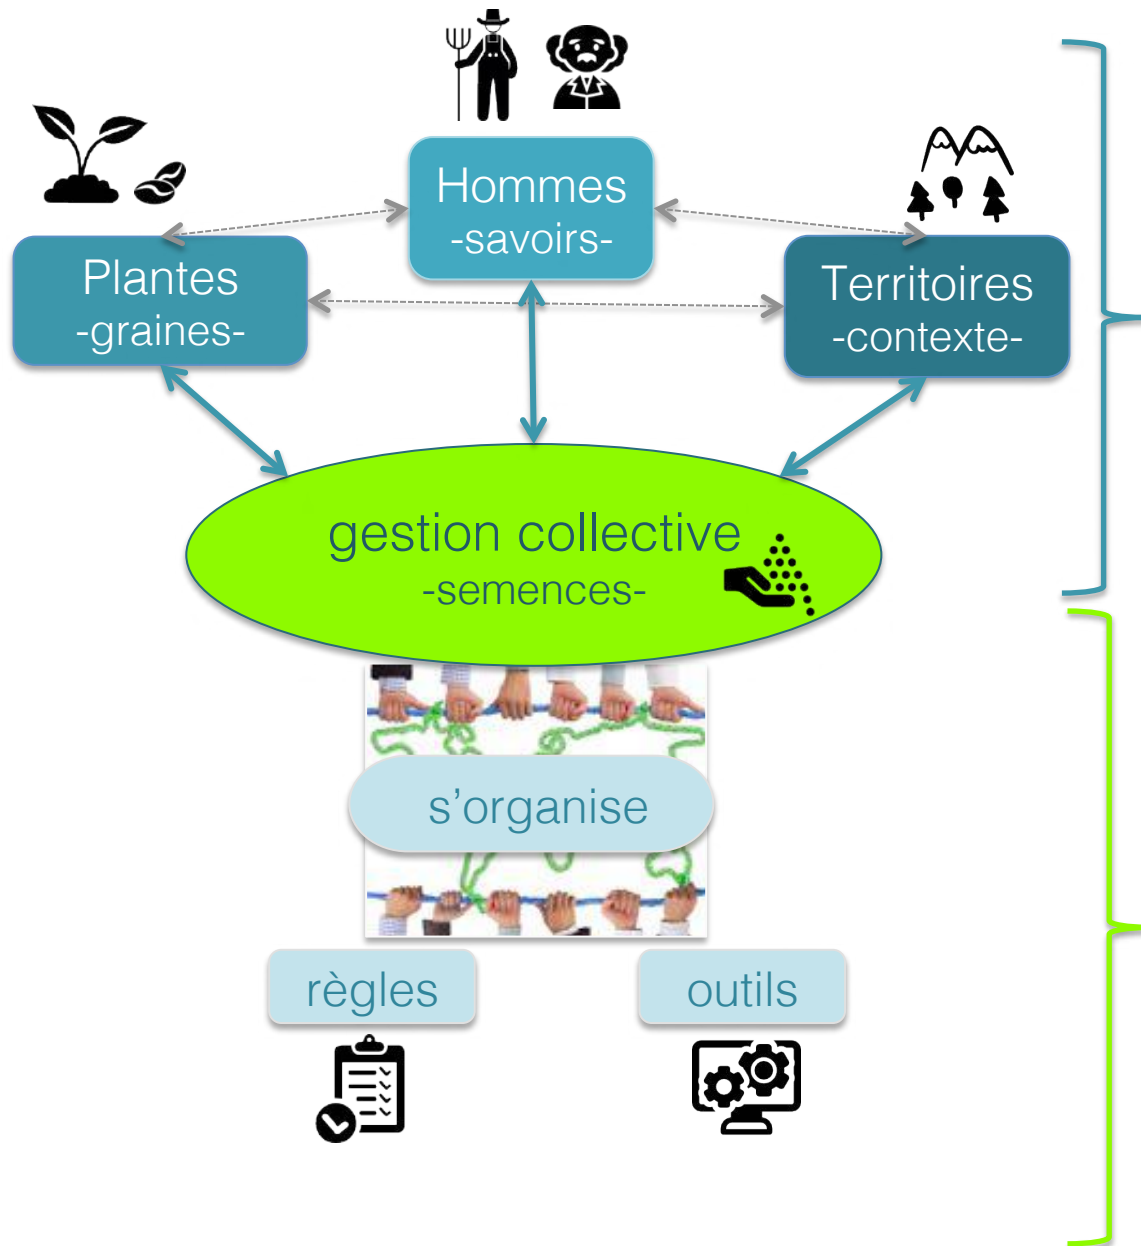 Hommes
-savoirs-
Plantes
-graines-
Territoires
-contexte-
gestion collective
-semences-
s’organise
règles
outils